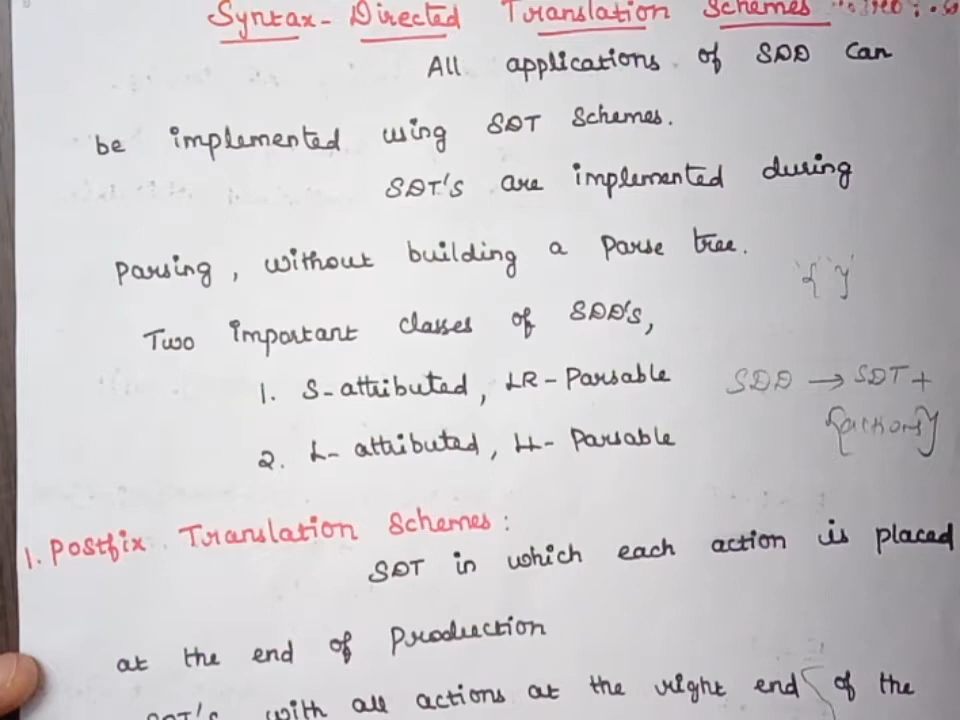 Syntax-Directed Translation Schemes
All applications of SDD can
be implemented using SDT Schemes.
SDT'S are implemented during
parsing, without building a parse tree.
'{' '}'
Two important classes of SDD'S,
1. S-attributed, LR-Parsable
SDD → SDT +
{actions}
2. L-attributed, LL-Parsable
1. Postfix Translation Schemes:
SDT in which each action is placed
at the end of production
SDT's with all actions at the right end of the